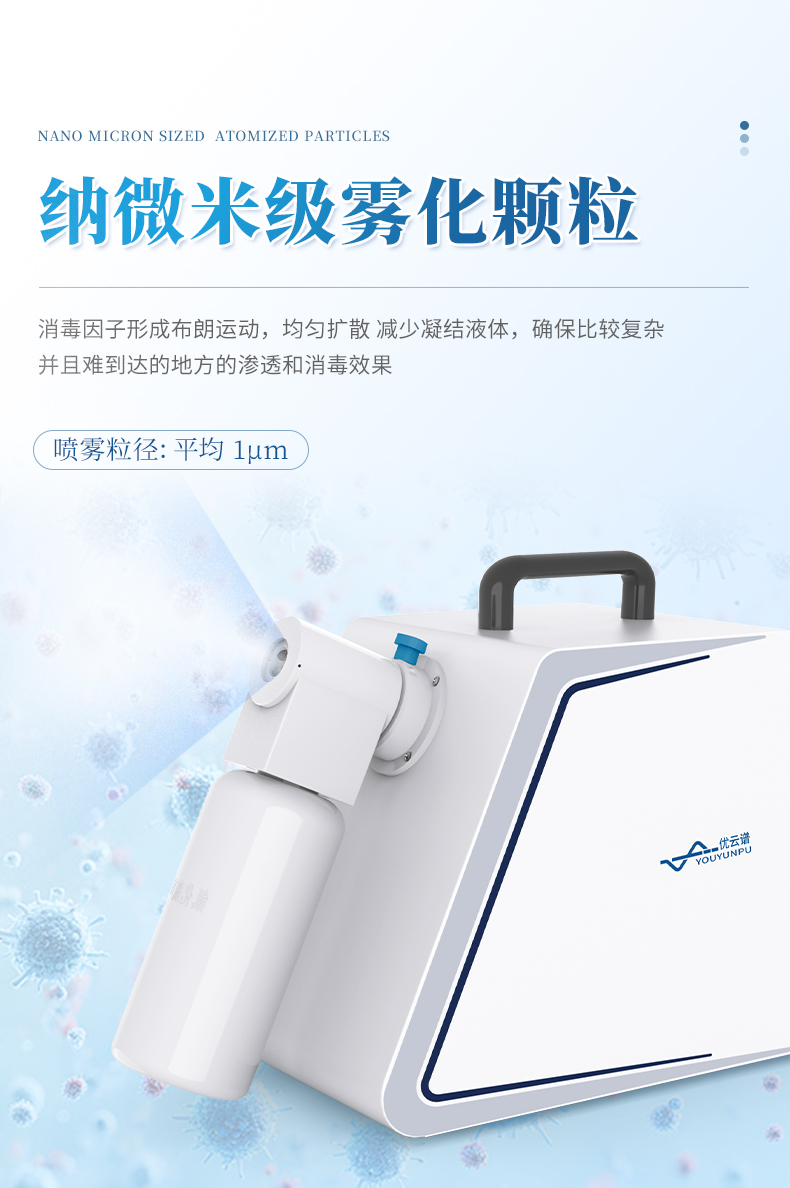 NANO MICRON SIZED ATOMIZED PARTICLES
纳微米级雾化颗粒
消毒因子形成布朗运动，均匀扩散 减少凝结液体，确保比较复杂
并且难到达的地方的渗透和消毒效果
喷雾粒径: 平均 1μm
优云谱
YOUYUNPU